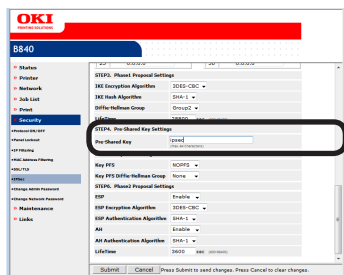 OKI
PRINTING SOLUTIONS
B840
Status
Printer
Network
Job List
Print
Security
Protocol ON/OFF
Panel Lockout
IP Filtering
MAC Address Filtering
SSL/TLS
IPSec
Change Admin Password
Change Network Password
Maintenance
Links
STEP3. Phase1 Proposal Settings
IKE Encryption Algorithm 3DES-CBC
IKE Hash Algorithm SHA-1
Diffie-Hellman Group Group2
LifeTime 28800 sec
STEP4. Pre-Shared Key Settings
Pre-Shared Key ipsec
Key PFS NOPFS
Key PFS Diffie-Hellman Group None
STEP6. Phase2 Proposal Settings
ESP Enable
ESP Encryption Algorithm 3DES-CBC
ESP Authentication Algorithm SHA-1
AH Enable
AH Authentication Algorithm SHA-1
LifeTime 3600 sec
Submit Cancel Press Submit to send changes. Press Cancel to clear changes.